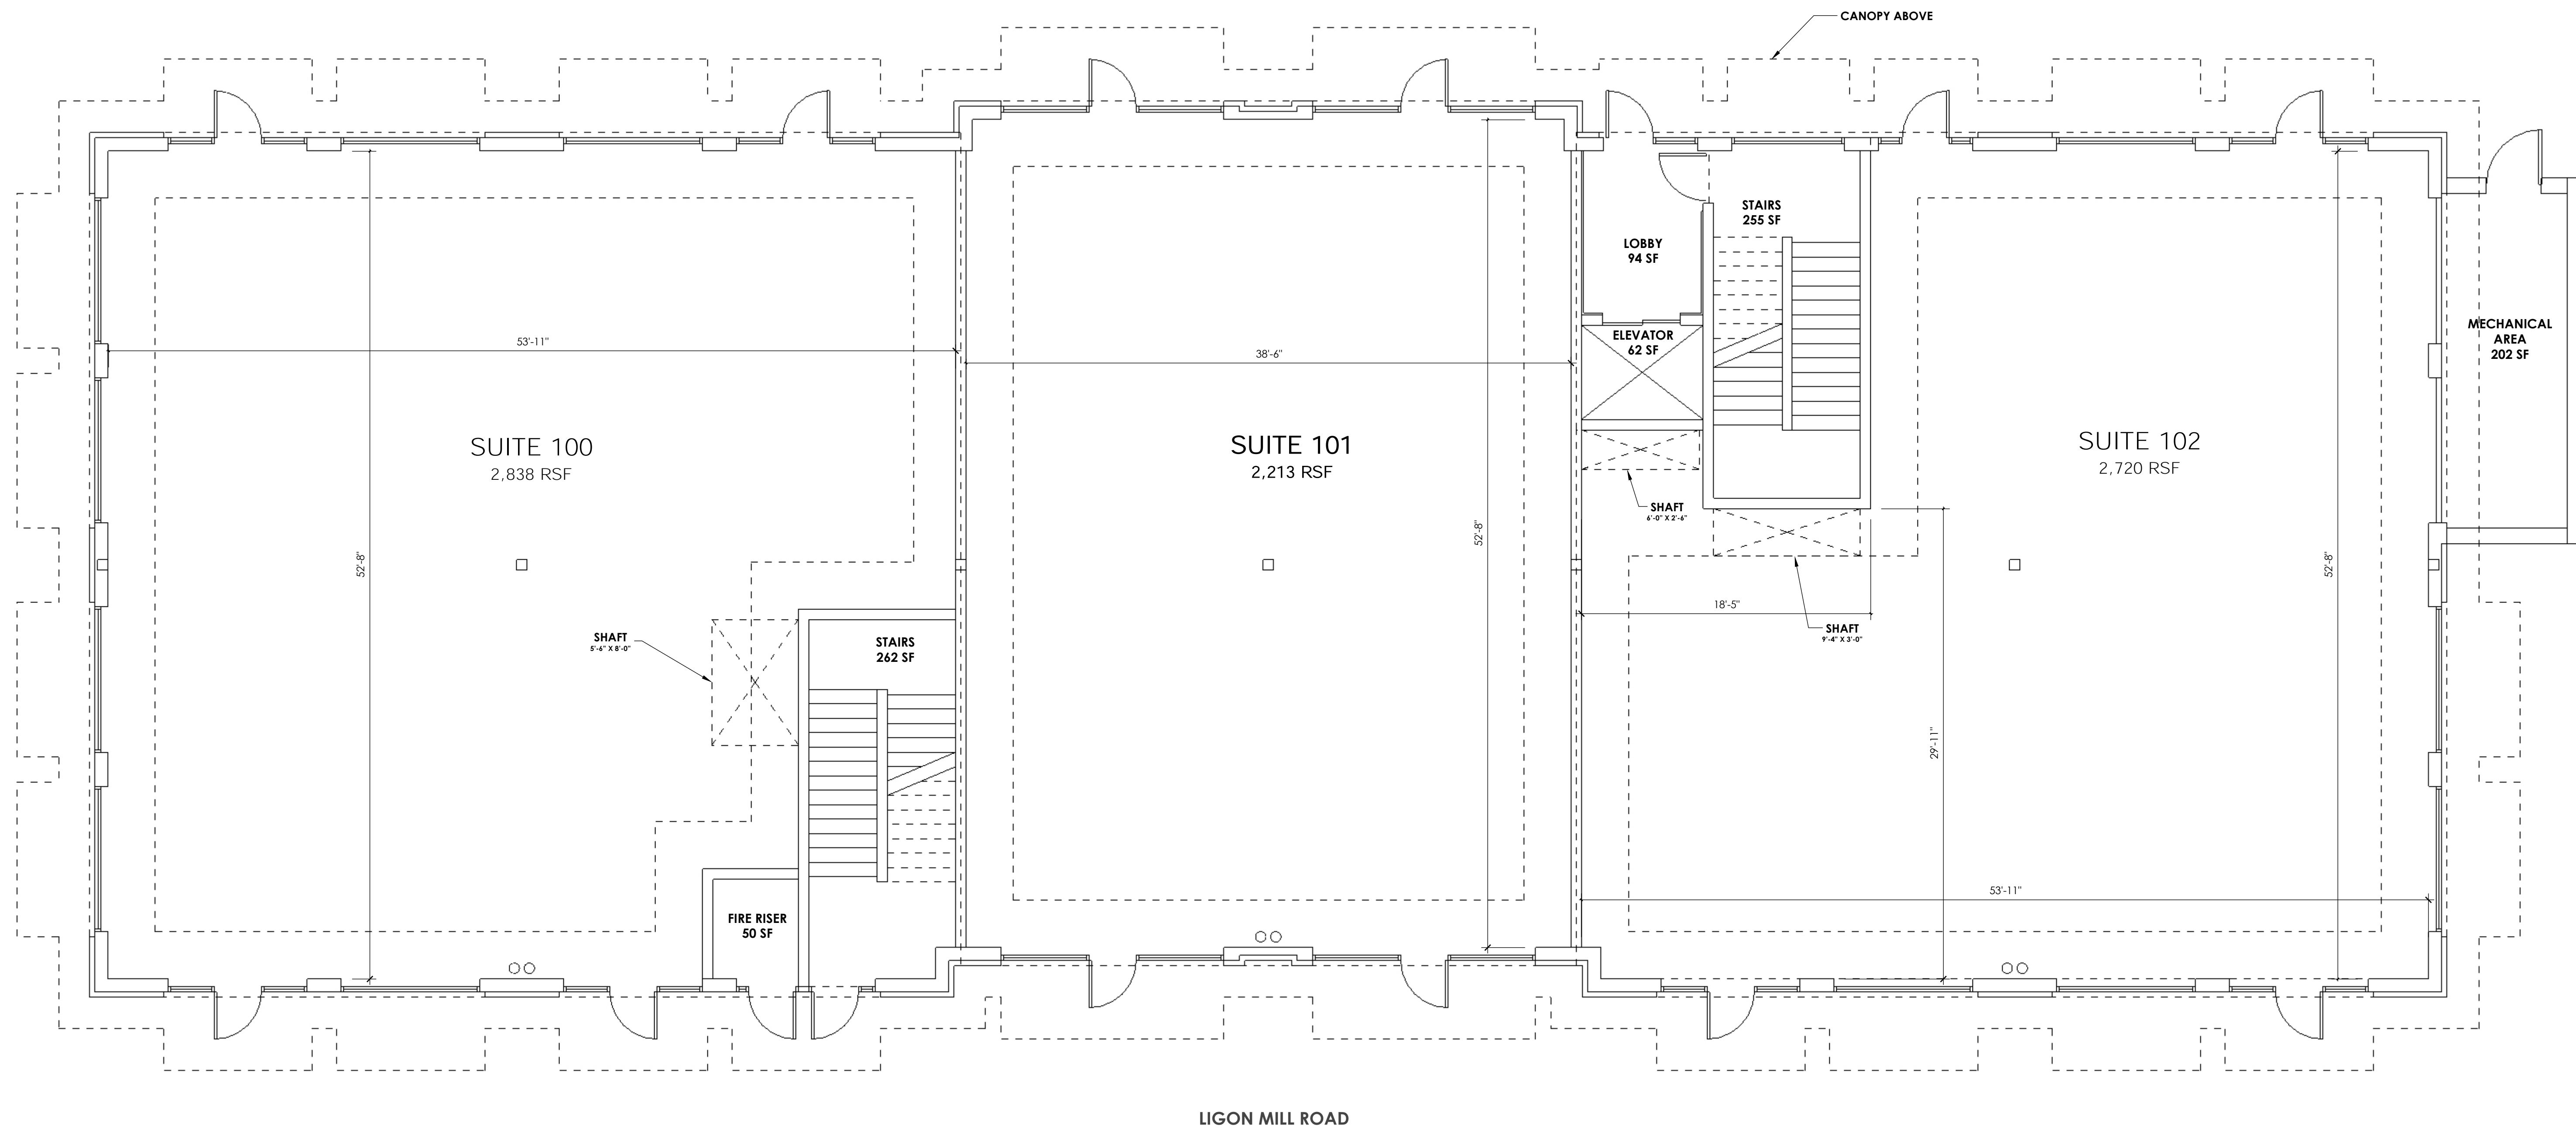 CANOPY ABOVE
STAIRS
255 SF
LOBBY
94 SF
ELEVATOR
62 SF
MECHANICAL
AREA
202 SF
53'-11"
38'-6"
SUITE 100
2,838 RSF
SUITE 101
2,213 RSF
SUITE 102
2,720 RSF
SHAFT
6'-0" X 2'-6"
52'-8"
52'-8"
52'-8"
18'-5"
SHAFT
9'-4" X 3'-0"
SHAFT
5'-6" X 8'-0"
STAIRS
262 SF
29'-11"
53'-11"
FIRE RISER
50 SF
LIGON MILL ROAD